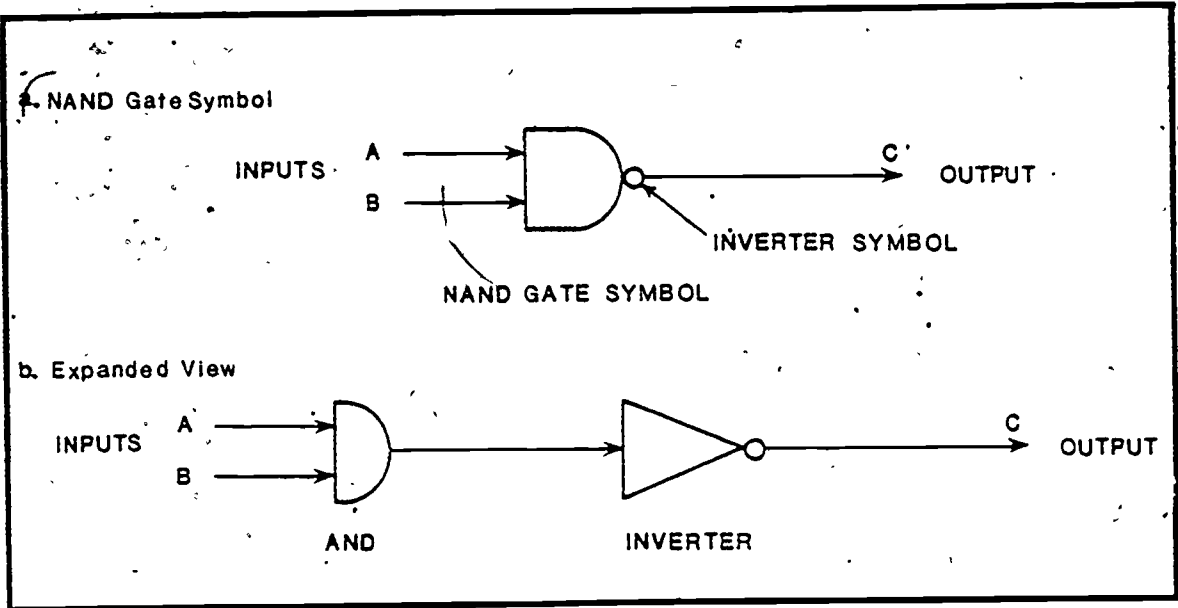 a. NAND Gate Symbol
INPUTS
A
B
C
OUTPUT
INVERTER SYMBOL
NAND GATE SYMBOL
b. Expanded View
INPUTS
A
B
C
OUTPUT
AND
INVERTER